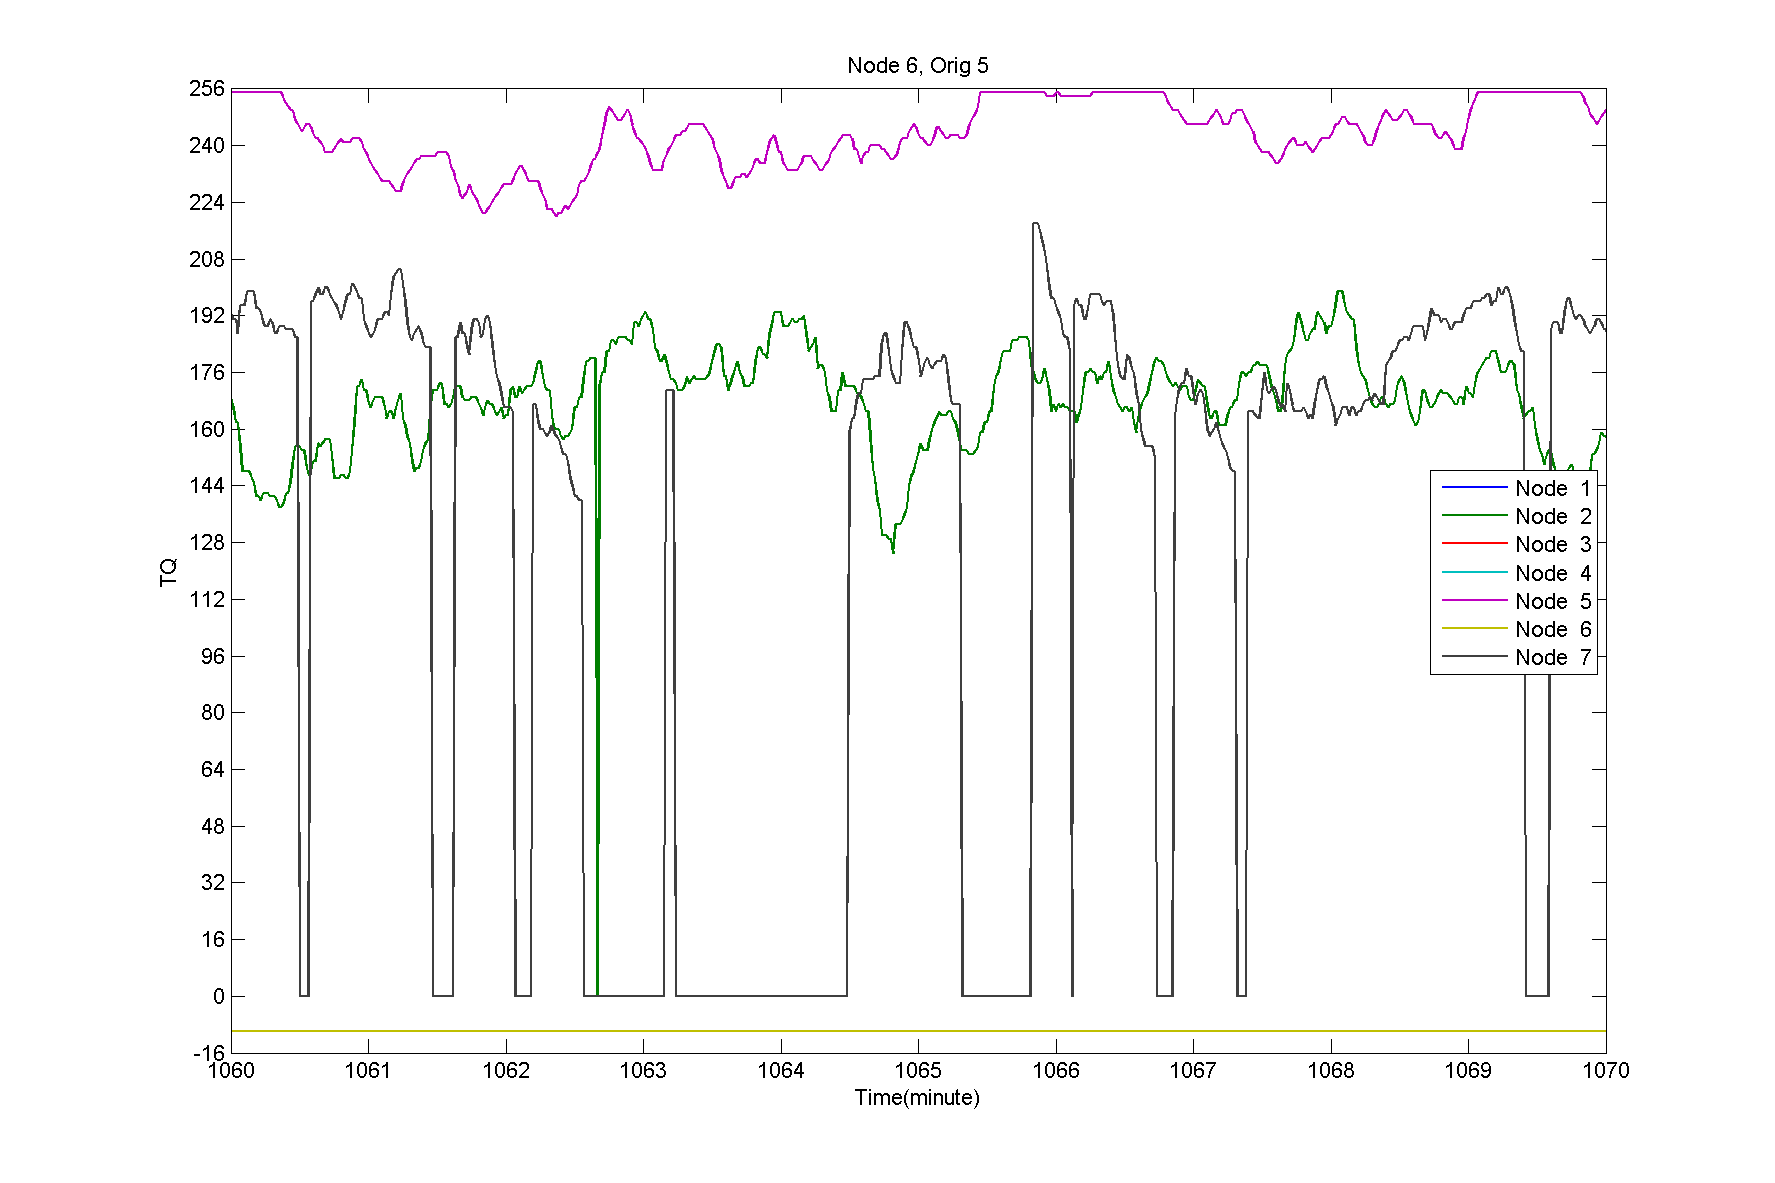 Node 6, Orig 5
256
240
224
208
192
176
160
144
128
112
96
80
64
48
32
16
0
-16
TQ
Node 1
Node 2
Node 3
Node 4
Node 5
Node 6
Node 7
1060 1061 1062 1063 1064 1065 1066 1067 1068 1069 1070
Time(minute)